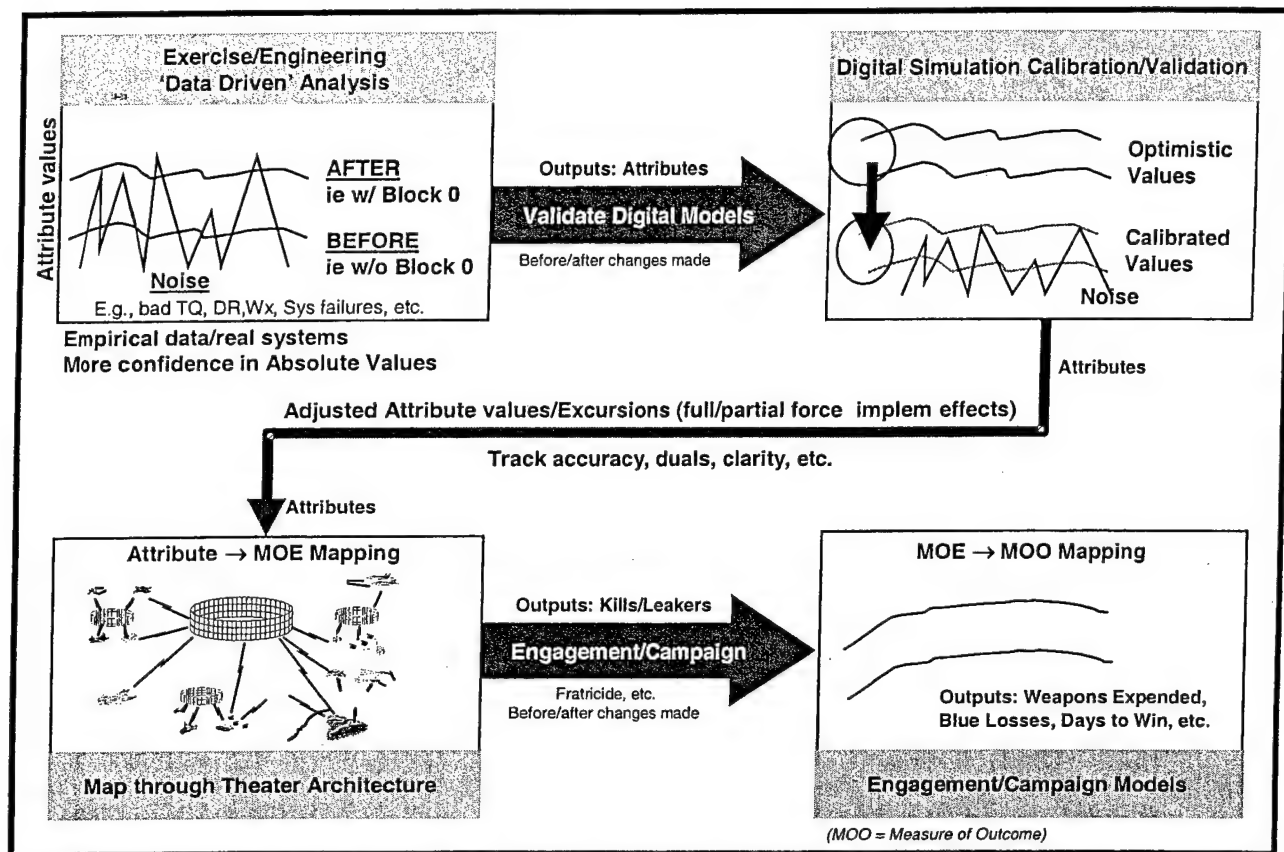 Exercise/Engineering
'Data Driven' Analysis
Attribute values
AFTER
ie w/ Block 0
BEFORE
ie w/o Block 0
Noise
E.g., bad TQ, DR,Wx, Sys failures, etc.
Empirical data/real systems
More confidence in Absolute Values
Outputs: Attributes
Validate Digital Models
Before/after changes made
Digital Simulation Calibration/Validation
Optimistic
Values
Calibrated
Values
Noise
Attributes
Adjusted Attribute values/Excursions (full/partial force implem effects)
Track accuracy, duals, clarity, etc.
Attributes
Attribute → MOE Mapping
Map through Theater Architecture
Outputs: Kills/Leakers
Engagement/Campaign
Fratricide, etc.
Before/after changes made
MOE → MOO Mapping
Outputs: Weapons Expended,
Blue Losses, Days to Win, etc.
Engagement/Campaign Models
(MOO = Measure of Outcome)